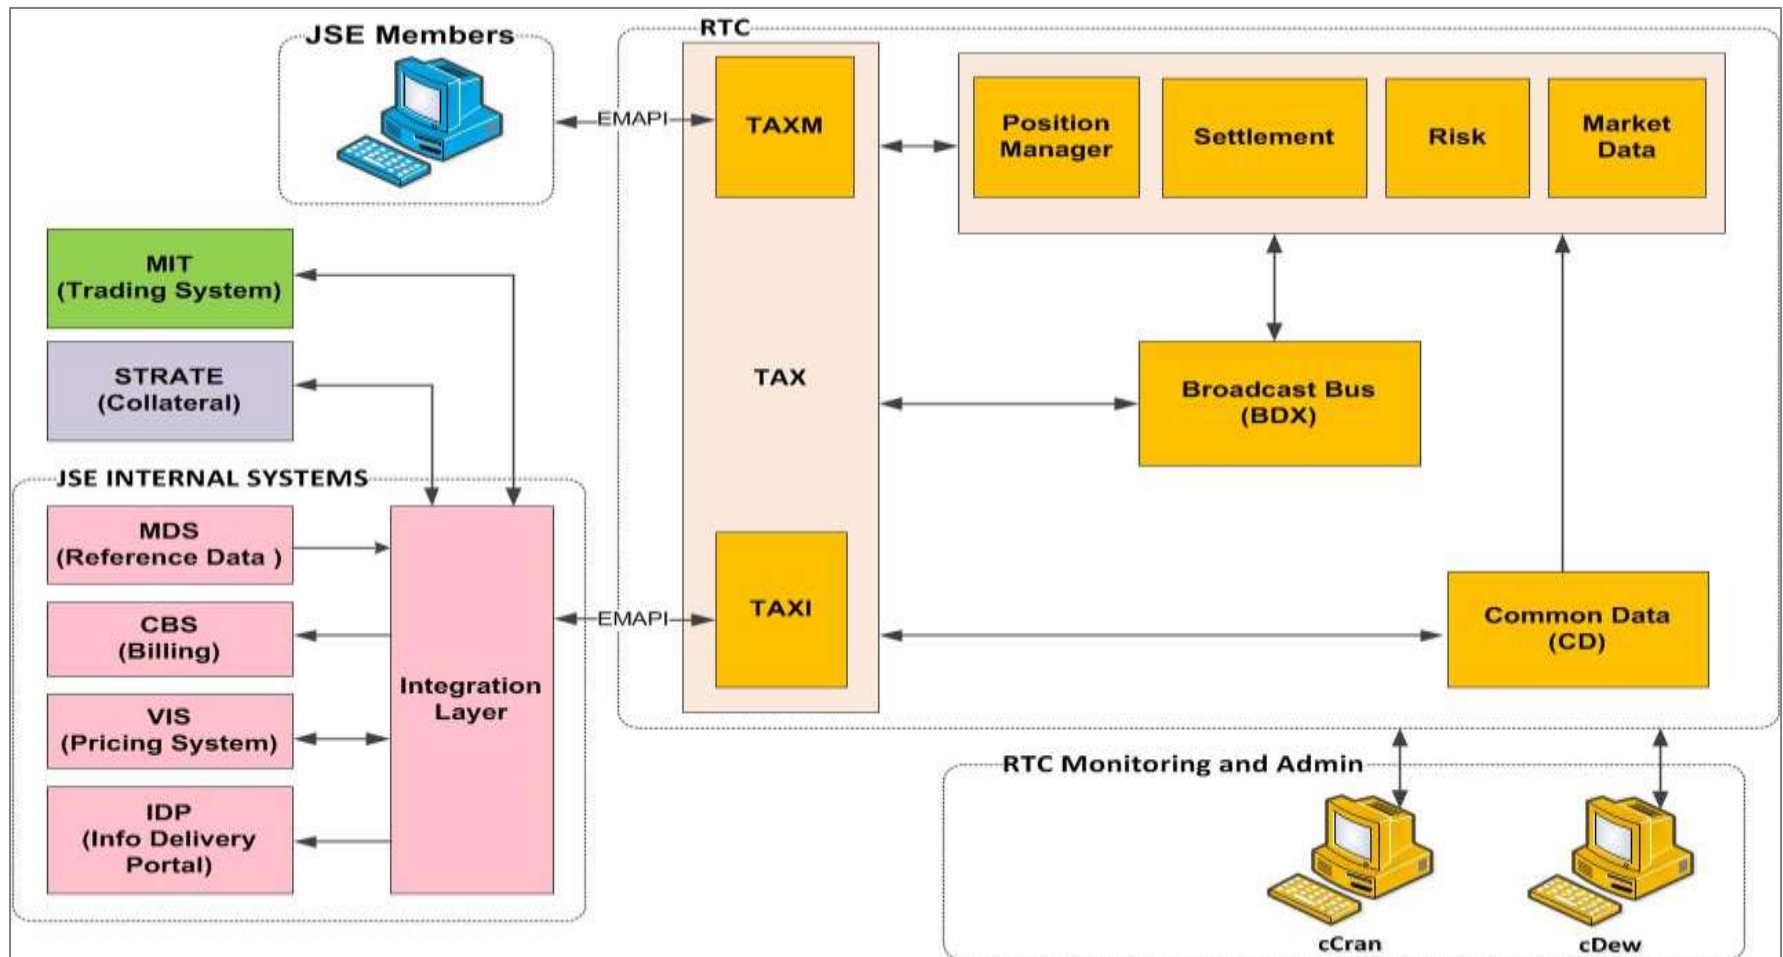 JSE Members
RTC
EMAPI
TAXM
Position
Manager
Settlement
Risk
Market
Data
MIT
(Trading System)
STRATE
(Collateral)
TAX
Broadcast Bus
(BDX)
JSE INTERNAL SYSTEMS
MDS
(Reference Data )
CBS
(Billing)
VIS
(Pricing System)
IDP
(Info Delivery
Portal)
Integration
Layer
EMAPI
TAXI
Common Data
(CD)
RTC Monitoring and Admin
cCran
cDew